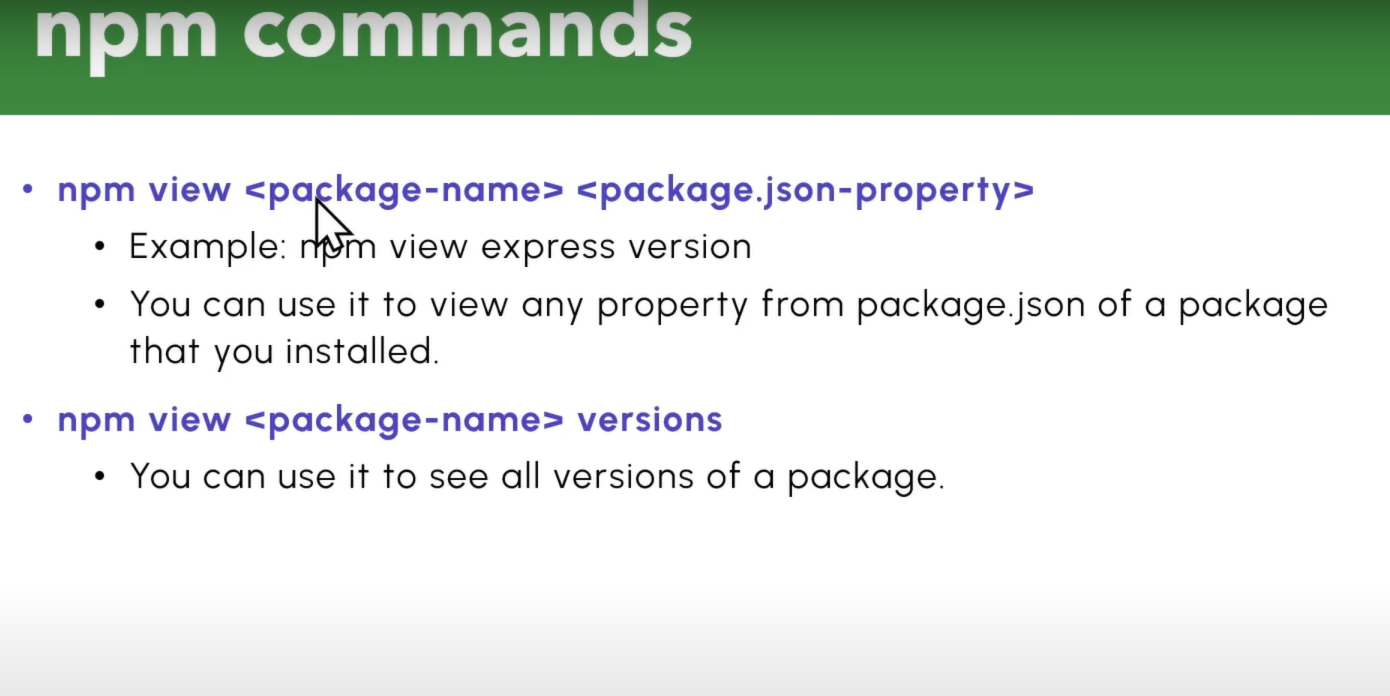 npm commands
• npm view <package-name> <package.json-property>
• Example: npm view express version
• You can use it to view any property from package.json of a package
that you installed.
• npm view <package-name> versions
• You can use it to see all versions of a package.